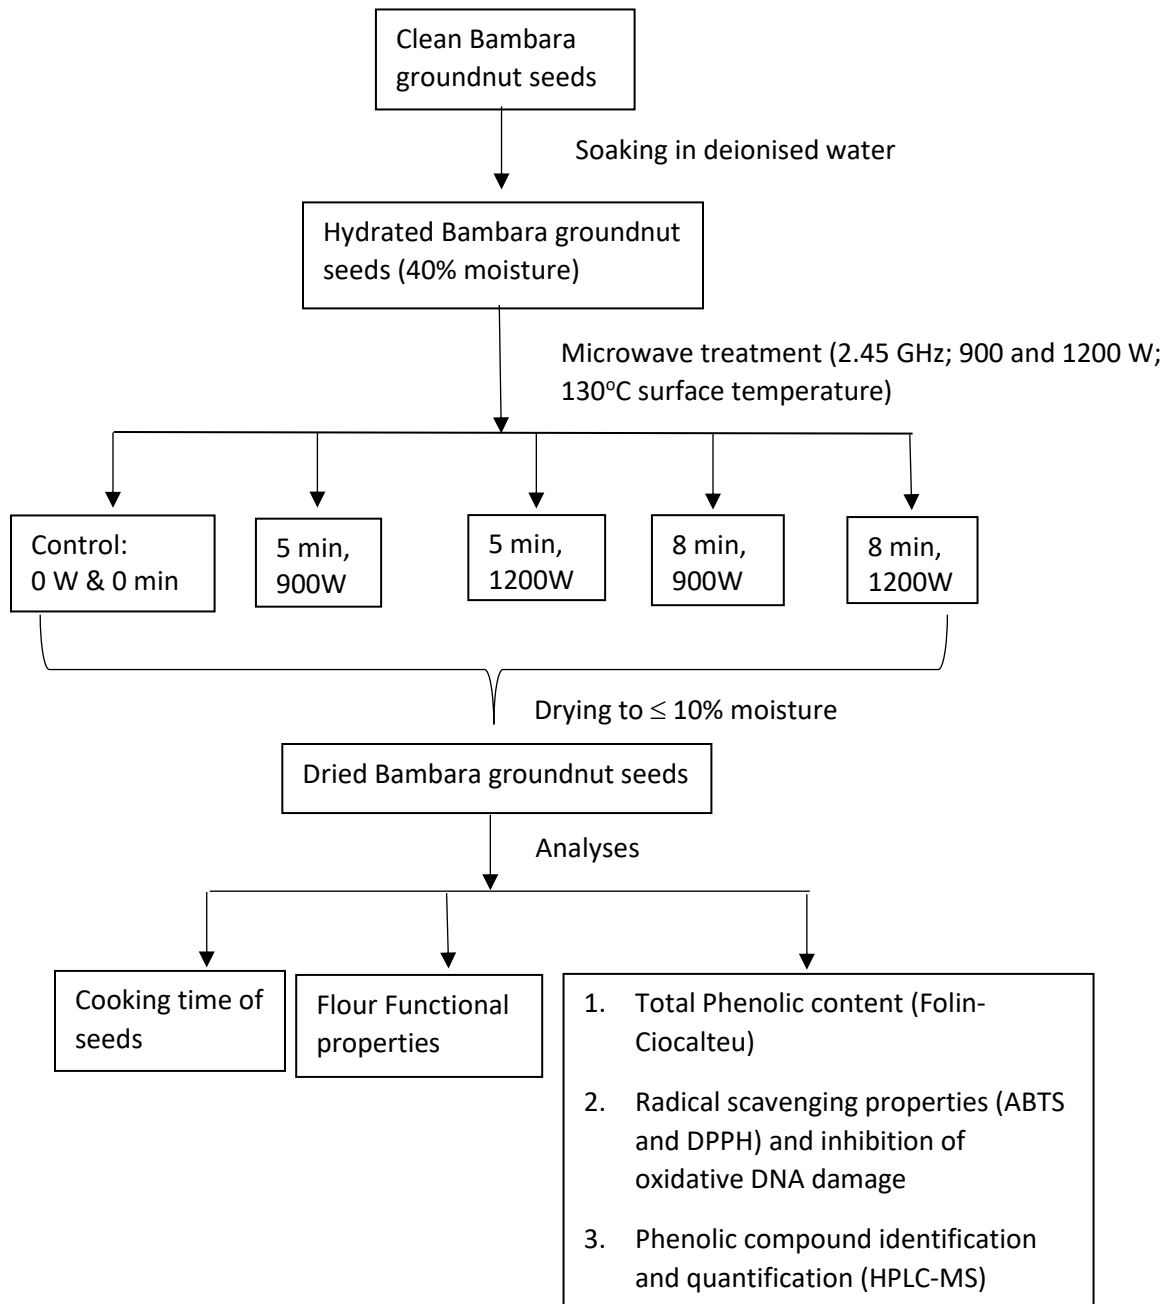 Clean Bambara
groundnut seeds
Soaking in deionised water
Hydrated Bambara groundnut
seeds (40% moisture)
Microwave treatment (2.45 GHz; 900 and 1200 W;
130°C surface temperature)
Control:
0 W & 0 min
5 min,
900W
5 min,
1200W
8 min,
900W
8 min,
1200W
Drying to ≤ 10% moisture
Dried Bambara groundnut seeds
Analyses
Cooking time of
seeds
Flour Functional
properties
1. Total Phenolic content (Folin-
Ciocalteu)
2. Radical scavenging properties (ABTS
and DPPH) and inhibition of
oxidative DNA damage
3. Phenolic compound identification
and quantification (HPLC-MS)